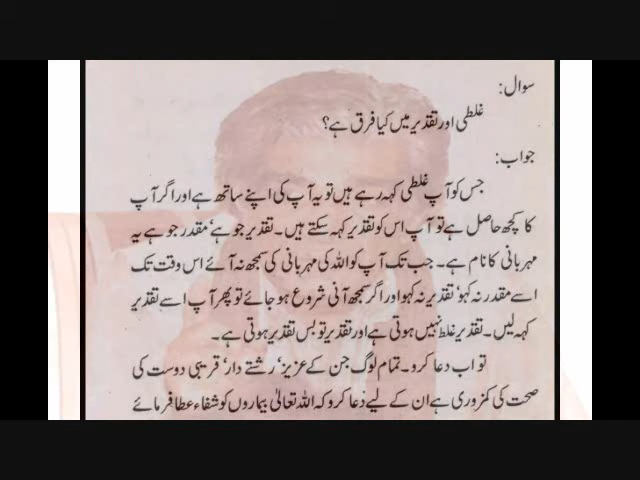 سوال:
غلطی اور تقدیر میں کیا فرق ہے؟
جواب:
جس کو آپ غلطی کہہ رہے ہیں تو یہ آپ کی اپنے ساتھ ہے اور اگر آپ
کا کچھ حاصل ہے تو آپ اس کو تقدیر کہہ سکتے ہیں۔ تقدیر جو ہے، مقدر جو ہے یہ
مہربانی کا نام ہے۔ جب تک آپ کو اللہ کی مہربانی کی سمجھ نہ آئے اس وقت تک
اسے مقدر نہ کہو، تقدیر نہ کہو اور اگر سمجھ آنی شروع ہو جائے تو پھر آپ اسے تقدیر
کہہ لیں۔ تقدیر غلط نہیں ہوتی ہے اور تقدیر تو بس تقدیر ہوتی ہے۔
تو اب دعا کرو۔ تمام لوگ جن کے عزیز، رشتے دار، قریبی دوست کی
صحت کی کمزوری ہے ان کے لیے دُعا کرو کہ اللہ تعالیٰ بیماروں کو شفاء عطا فرمائے